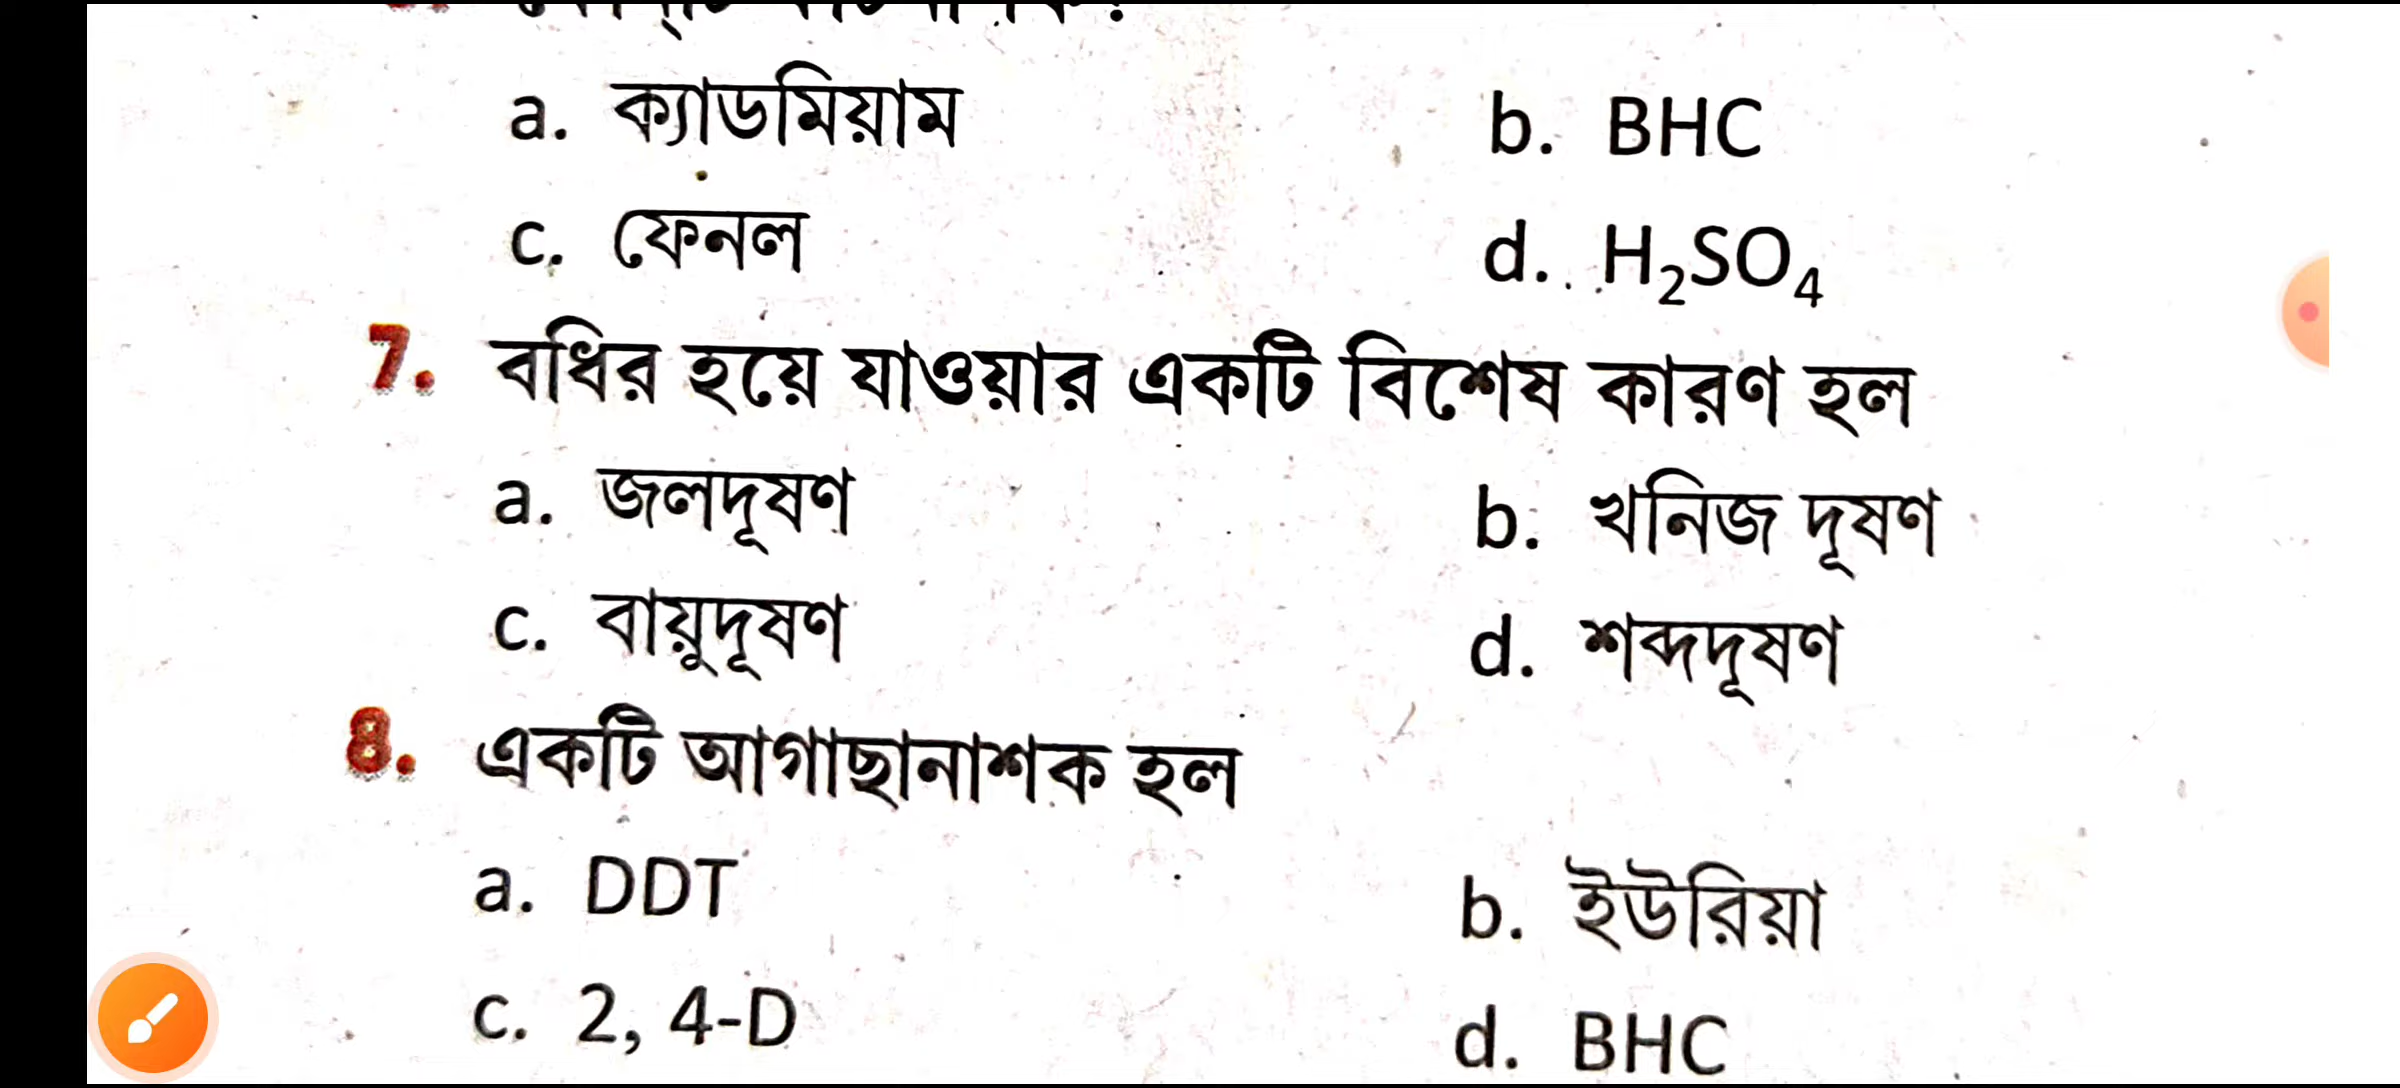 a. ক্যাডমিয়াম b. BHC
c. ফেনল d. H₂SO₄
7. বধির হয়ে যাওয়ার একটি বিশেষ কারণ হল
a. জলদূষণ b. খনিজ দূষণ
c. বায়ুদূষণ d. শব্দদূষণ
8. একটি আগাছানাশক হল
a. DDT b. ইউরিয়া
c. 2, 4-D d. BHC